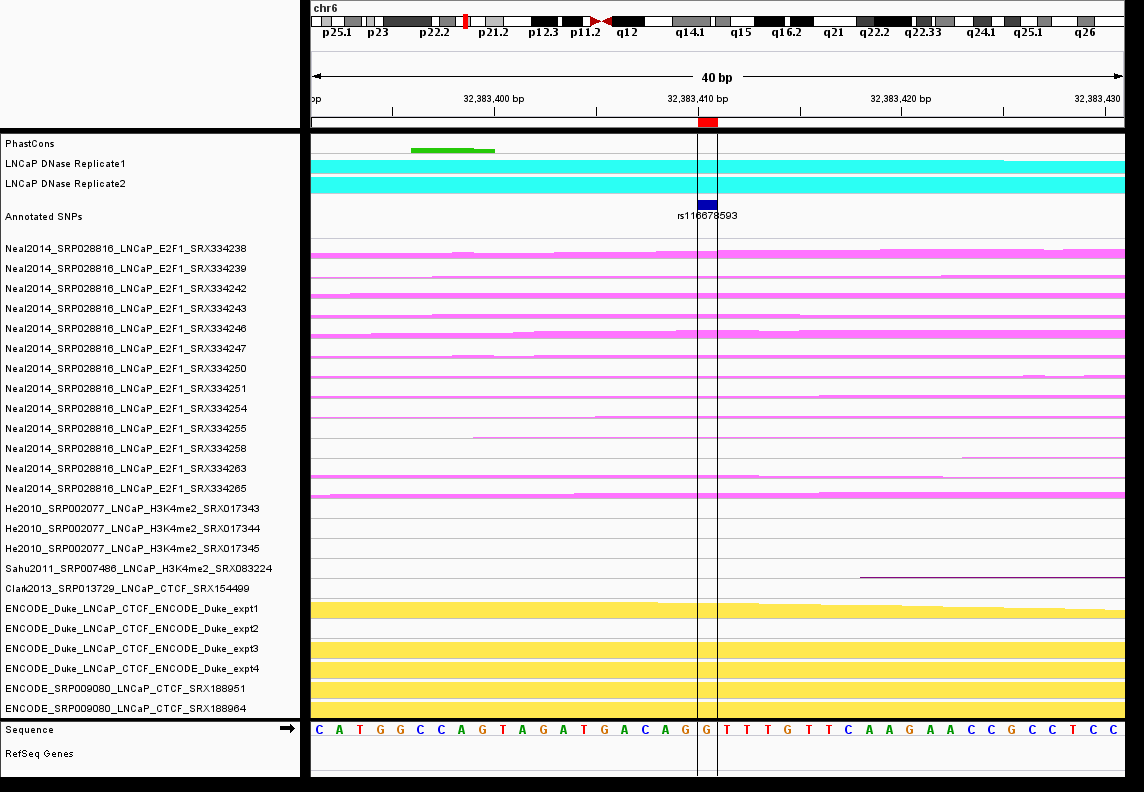 chr6
p25.1 p23 p22.2 p21.2 p12.3 p11.2 q12 q14.1 q15 q16.2 q21 q22.2 q22.33 q24.1 q25.1 q26
40 bp
bp 32,383,400 bp 32,383,410 bp 32,383,420 bp 32,383,430
PhastCons
LNCaP DNase Replicate1
LNCaP DNase Replicate2
Annotated SNPs
rs116678593
Neal2014_SRP028816_LNCaP_E2F1_SRX334238
Neal2014_SRP028816_LNCaP_E2F1_SRX334239
Neal2014_SRP028816_LNCaP_E2F1_SRX334242
Neal2014_SRP028816_LNCaP_E2F1_SRX334243
Neal2014_SRP028816_LNCaP_E2F1_SRX334246
Neal2014_SRP028816_LNCaP_E2F1_SRX334247
Neal2014_SRP028816_LNCaP_E2F1_SRX334250
Neal2014_SRP028816_LNCaP_E2F1_SRX334251
Neal2014_SRP028816_LNCaP_E2F1_SRX334254
Neal2014_SRP028816_LNCaP_E2F1_SRX334255
Neal2014_SRP028816_LNCaP_E2F1_SRX334258
Neal2014_SRP028816_LNCaP_E2F1_SRX334263
Neal2014_SRP028816_LNCaP_E2F1_SRX334265
He2010_SRP002077_LNCaP_H3K4me2_SRX017343
He2010_SRP002077_LNCaP_H3K4me2_SRX017344
He2010_SRP002077_LNCaP_H3K4me2_SRX017345
Sahu2011_SRP007486_LNCaP_H3K4me2_SRX083224
Clark2013_SRP013729_LNCaP_CTCF_SRX154499
ENCODE_Duke_LNCaP_CTCF_ENCODE_Duke_expt1
ENCODE_Duke_LNCaP_CTCF_ENCODE_Duke_expt2
ENCODE_Duke_LNCaP_CTCF_ENCODE_Duke_expt3
ENCODE_Duke_LNCaP_CTCF_ENCODE_Duke_expt4
ENCODE_SRP009080_LNCaP_CTCF_SRX188951
ENCODE_SRP009080_LNCaP_CTCF_SRX188964
Sequence C A T G G C C A G T A G A T G A C A G G T T T G T T C A A G A A C C G C C T C C
RefSeq Genes